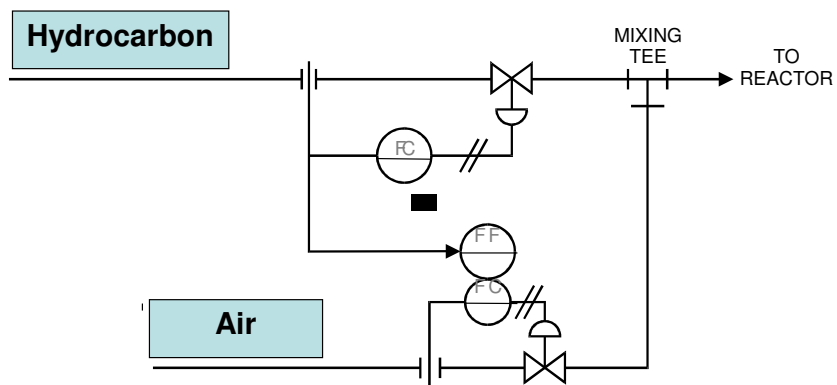 Hydrocarbon
MIXING
TEE
TO
REACTOR
FC
FF
FC
Air